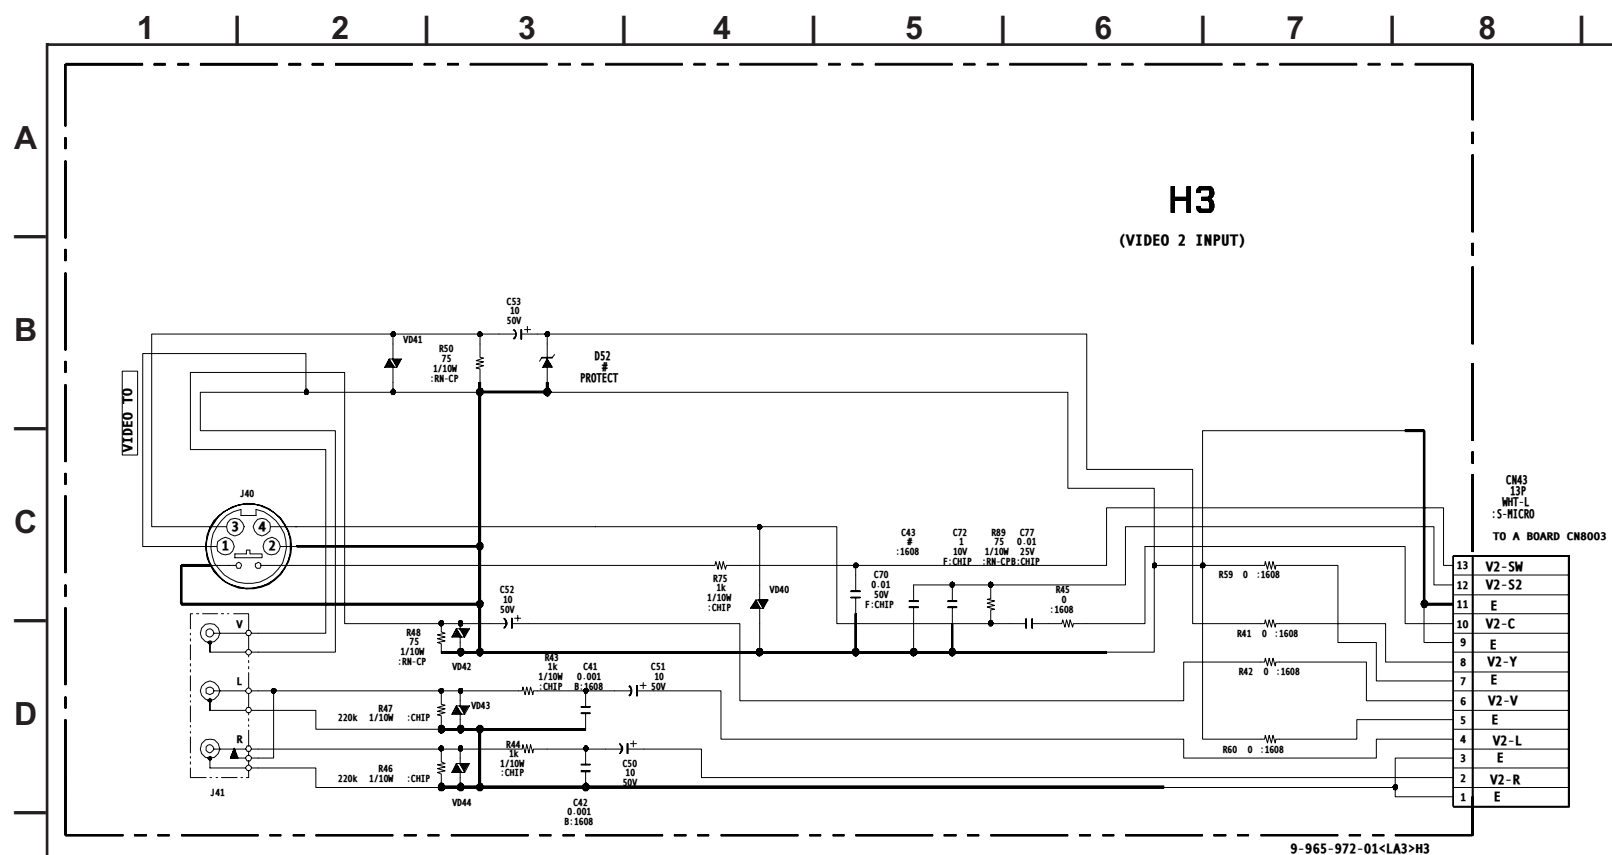 1 2 3 4 5 6 7 8
A
B
C
D
H3
(VIDEO 2 INPUT)
C53
10
50V
VD41
R50
75
1/10W
:RN-CP
D52
#
PROTECT
VIDEO TO
J40
3 4
1 2
CN43
13P
WHT-L
:S-MICRO
TO A BOARD CN8003
C43
#
:1608
C72
1
10V
F:CHIP
R89
75
1/10W
:RN-CP
C77
0.01
25V
B:CHIP
C70
0.01
50V
F:CHIP
R45
0
:1608
R75
1k
1/10W
:CHIP
VD40
C52
10
50V
R59 0 :1608
R41 0 :1608
R42 0 :1608
R60 0 :1608
13 V2-SW
12 V2-S2
11 E
10 V2-C
9 E
8 V2-Y
7 E
6 V2-V
5 E
4 V2-L
3 E
2 V2-R
1 E
V
L
R
J41
R48
75
1/10W
:RN-CP
VD42
R43
1k
1/10W
:CHIP
C41
0.001
B:1608
C51
10
50V
R47
220k 1/10W :CHIP
VD43
R44
1k
1/10W
:CHIP
C50
10
50V
R46
220k 1/10W :CHIP
VD44
C42
0.001
B:1608
9-965-972-01<LA3>H3